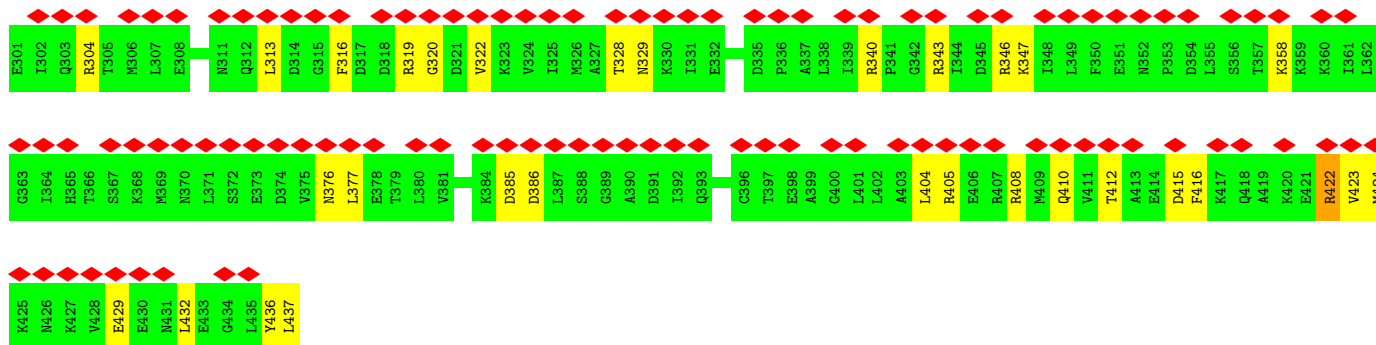 E301 I302 Q303 R304 T305 M306 L307 E308 N311 Q312 L313 D314 G315 F316 D317 D318 R319 G320 D321 V322 K323 V324 I325 M326 A327 T328 N329 K330 I331 E332 D335 P336 A337 L338 I339 R340 P341 G342 R343 I344 D345 R346 K347 I348 L349 F350 E351 N352 P353 D354 L355 S356 T357 K358 K359 K360 I361 L362
G363 I364 H365 T366 S367 K368 M369 N370 L371 S372 E373 D374 V375 N376 L377 E378 T379 L380 V381 K384 D385 D386 L387 S388 G389 A390 D391 I392 Q393 C396 T397 E398 A399 G400 L401 L402 A403 L404 R405 E406 R407 R408 M409 Q410 V411 T412 A413 E414 D415 F416 K417 Q418 A419 K420 E421 R422 V423
K425 N426 K427 V428 E429 E430 N431 L432 E433 G434 L435 Y436 L437